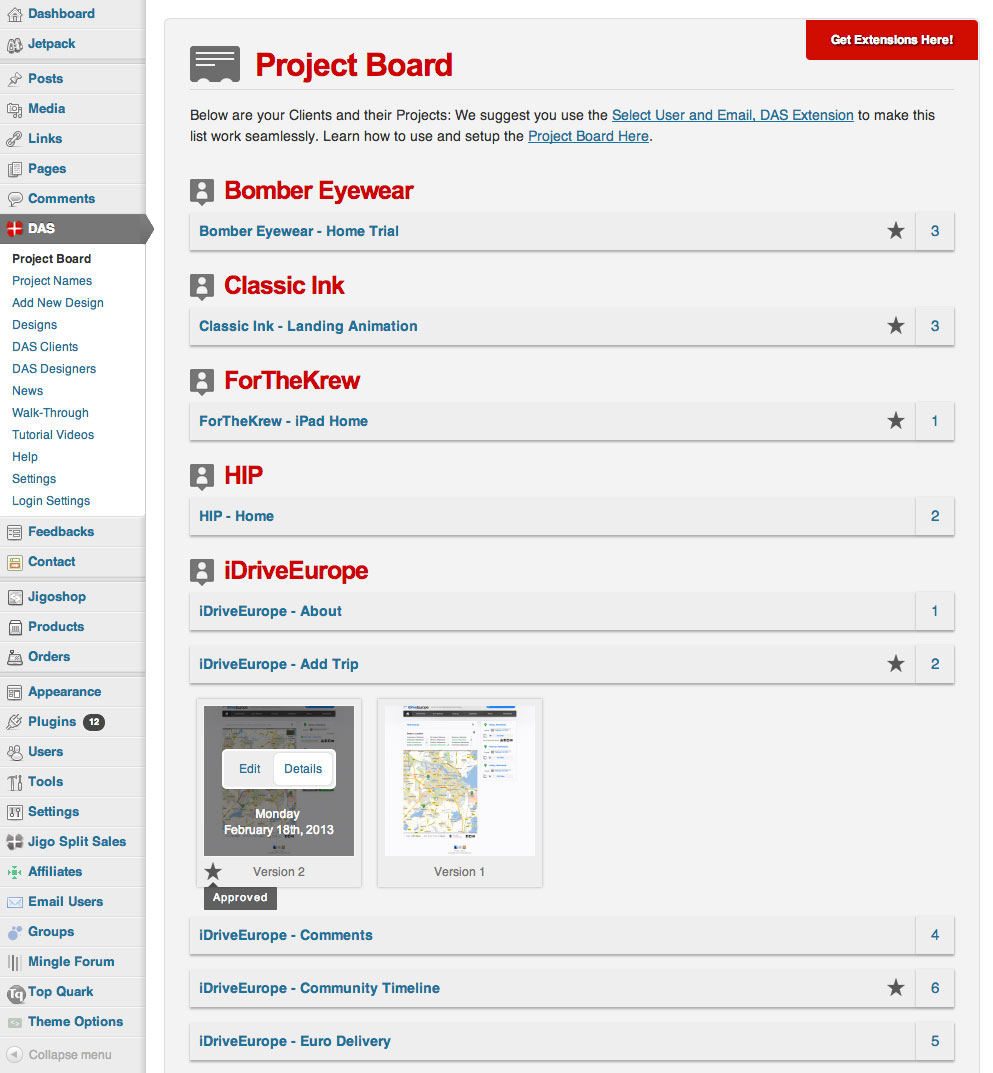 Dashboard
Jetpack
Posts
Media
Links
Pages
Comments
DAS
Project Board
Project Names
Add New Design
Designs
DAS Clients
DAS Designers
News
Walk-Through
Tutorial Videos
Help
Settings
Login Settings
Feedbacks
Contact
Jigoshop
Products
Orders
Appearance
Plugins 12
Users
Tools
Settings
Jigo Split Sales
Affiliates
Email Users
Groups
Mingle Forum
Top Quark
Theme Options
Collapse menu
Get Extensions Here!
Project Board
Below are your Clients and their Projects: We suggest you use the Select User and Email, DAS Extension to make this
list work seamlessly. Learn how to use and setup the Project Board Here.
Bomber Eyewear
Bomber Eyewear - Home Trial 3
Classic Ink
Classic Ink - Landing Animation 3
ForTheKrew
ForTheKrew - iPad Home 1
HIP
HIP - Home 2
iDriveEurope
iDriveEurope - About 1
iDriveEurope - Add Trip 2
Edit Details
Monday
February 18th, 2013
Version 2
Approved
Version 1
iDriveEurope - Comments 4
iDriveEurope - Community Timeline 6
iDriveEurope - Euro Delivery 5